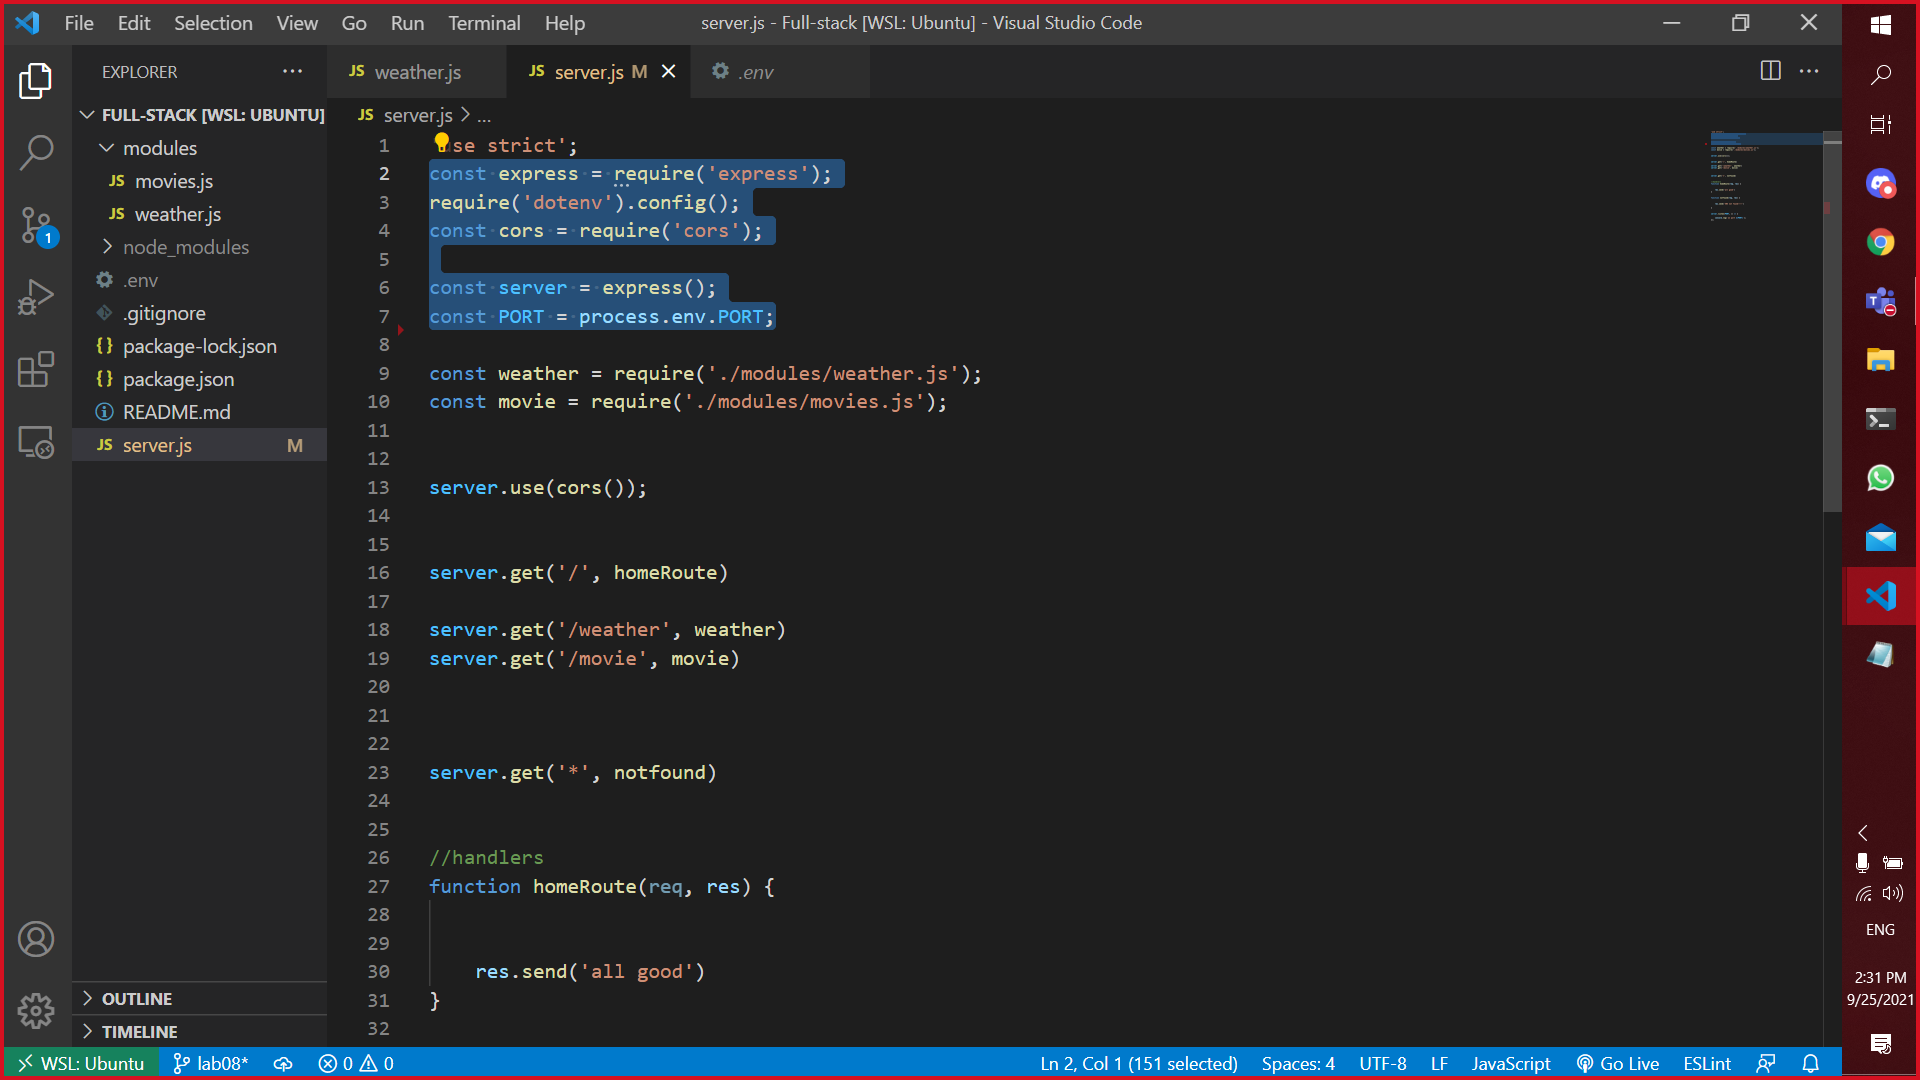 File Edit Selection View Go Run Terminal Help
server.js - Full-stack [WSL: Ubuntu] - Visual Studio Code
EXPLORER
FULL-STACK [WSL: UBUNTU]
modules
JS movies.js
JS weather.js
node_modules
.env
.gitignore
{} package-lock.json
{} package.json
README.md
JS server.js M
OUTLINE
TIMELINE
1
JS weather.js
JS server.js M
.env
JS server.js > ...
1 se strict';
2 const express = require('express');
3 require('dotenv').config();
4 const cors = require('cors');
5
6 const server = express();
7 const PORT = process.env.PORT;
8
9 const weather = require('./modules/weather.js');
10 const movie = require('./modules/movies.js');
11
12
13 server.use(cors());
14
15
16 server.get('/', homeRoute)
17
18 server.get('/weather', weather)
19 server.get('/movie', movie)
20
21
22
23 server.get('*', notfound)
24
25
26 //handlers
27 function homeRoute(req, res) {
28
29
30 res.send('all good')
31 }
32
WSL: Ubuntu lab08* 0 0 Ln 2, Col 1 (151 selected) Spaces: 4 UTF-8 LF JavaScript Go Live ESLint
ENG
2:31 PM
9/25/2021